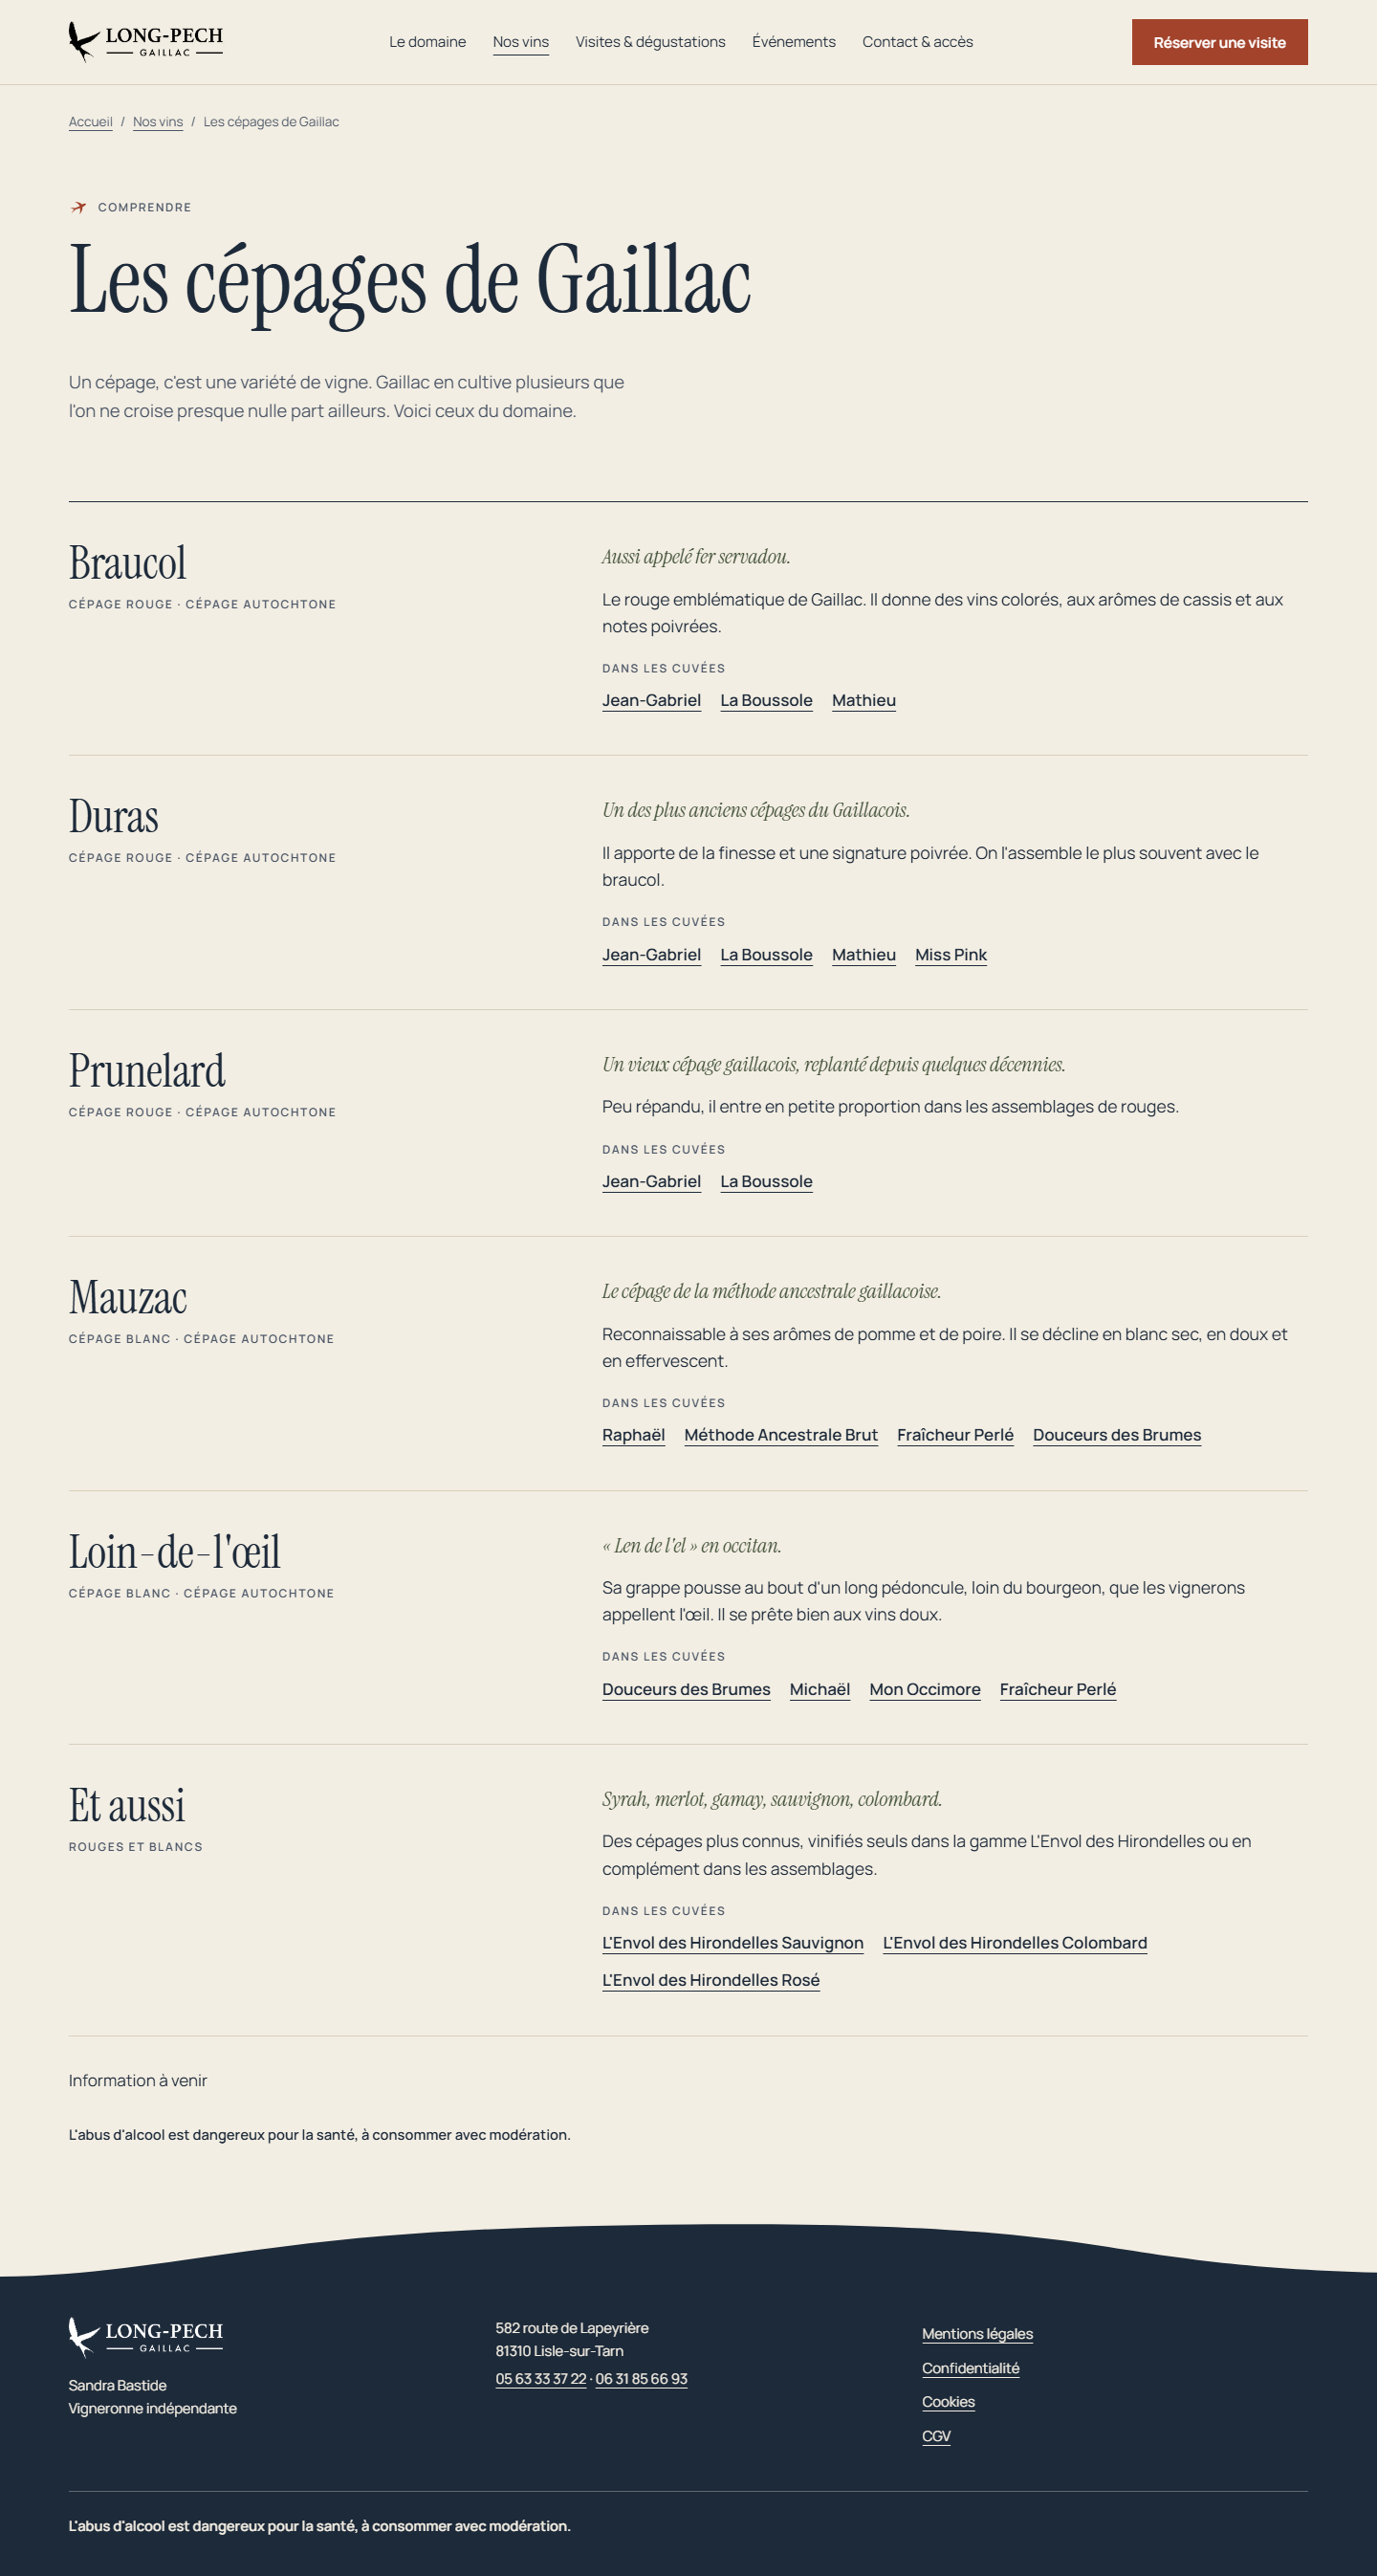 LONG-PECH
GAILLAC
Le domaine
Nos vins
Visites & dégustations
Événements
Contact & accès
Réserver une visite
Accueil / Nos vins / Les cépages de Gaillac
COMPRENDRE
Les cépages de Gaillac
Un cépage, c'est une variété de vigne. Gaillac en cultive plusieurs que
l'on ne croise presque nulle part ailleurs. Voici ceux du domaine.
Braucol
CÉPAGE ROUGE · CÉPAGE AUTOCHTONE
Aussi appelé fer servadou.
Le rouge emblématique de Gaillac. Il donne des vins colorés, aux arômes de cassis et aux
notes poivrées.
DANS LES CUVÉES
Jean-Gabriel La Boussole Mathieu
Duras
CÉPAGE ROUGE · CÉPAGE AUTOCHTONE
Un des plus anciens cépages du Gaillacois.
Il apporte de la finesse et une signature poivrée. On l'assemble le plus souvent avec le
braucol.
DANS LES CUVÉES
Jean-Gabriel La Boussole Mathieu Miss Pink
Prunelard
CÉPAGE ROUGE · CÉPAGE AUTOCHTONE
Un vieux cépage gaillacois, replanté depuis quelques décennies.
Peu répandu, il entre en petite proportion dans les assemblages de rouges.
DANS LES CUVÉES
Jean-Gabriel La Boussole
Mauzac
CÉPAGE BLANC · CÉPAGE AUTOCHTONE
Le cépage de la méthode ancestrale gaillacoise.
Reconnaissable à ses arômes de pomme et de poire. Il se décline en blanc sec, en doux et
en effervescent.
DANS LES CUVÉES
Raphaël Méthode Ancestrale Brut Fraîcheur Perlé Douceurs des Brumes
Loin-de-l'œil
CÉPAGE BLANC · CÉPAGE AUTOCHTONE
« Len de l'el » en occitan.
Sa grappe pousse au bout d'un long pédoncule, loin du bourgeon, que les vignerons
appellent l'œil. Il se prête bien aux vins doux.
DANS LES CUVÉES
Douceurs des Brumes Michaël Mon Occimore Fraîcheur Perlé
Et aussi
ROUGES ET BLANCS
Syrah, merlot, gamay, sauvignon, colombard.
Des cépages plus connus, vinifiés seuls dans la gamme L'Envol des Hirondelles ou en
complément dans les assemblages.
DANS LES CUVÉES
L'Envol des Hirondelles Sauvignon L'Envol des Hirondelles Colombard
L'Envol des Hirondelles Rosé
Information à venir
L'abus d'alcool est dangereux pour la santé, à consommer avec modération.
LONG-PECH
GAILLAC
Sandra Bastide
Vigneronne indépendante
582 route de Lapeyrière
81310 Lisle-sur-Tarn
05 63 33 37 22 · 06 31 85 66 93
Mentions légales
Confidentialité
Cookies
CGV
L'abus d'alcool est dangereux pour la santé, à consommer avec modération.